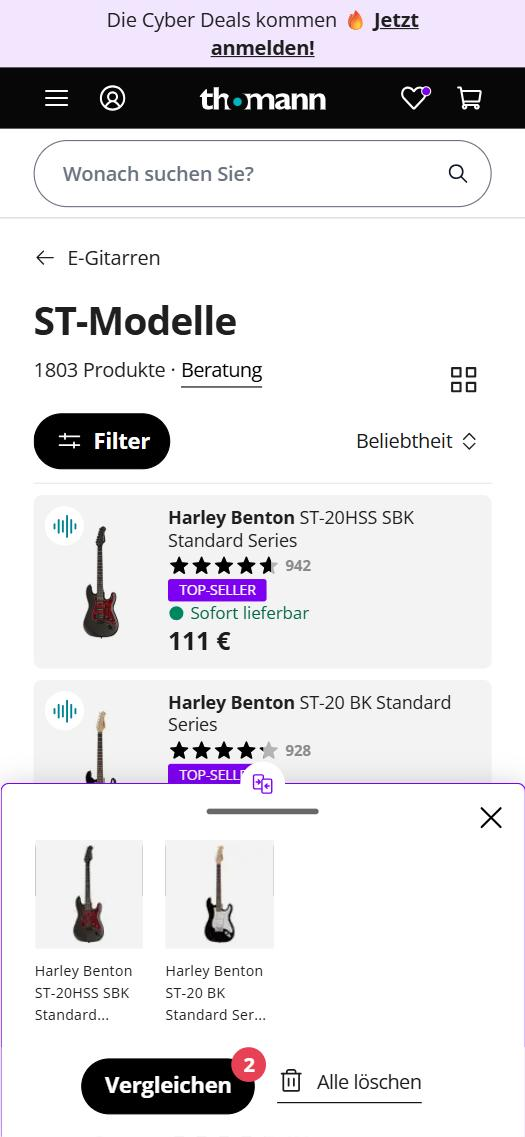 Die Cyber Deals kommen 🔥 Jetzt
anmelden!
thomann
Wonach suchen Sie?
E-Gitarren
ST-Modelle
1803 Produkte · Beratung
Filter
Beliebtheit
Harley Benton ST-20HSS SBK
Standard Series
942
TOP-SELLER
Sofort lieferbar
111 €
Harley Benton ST-20 BK Standard
Series
928
TOP-SELLE
Harley Benton
ST-20HSS SBK
Standard...
Harley Benton
ST-20 BK
Standard Ser...
Vergleichen
2
Alle löschen